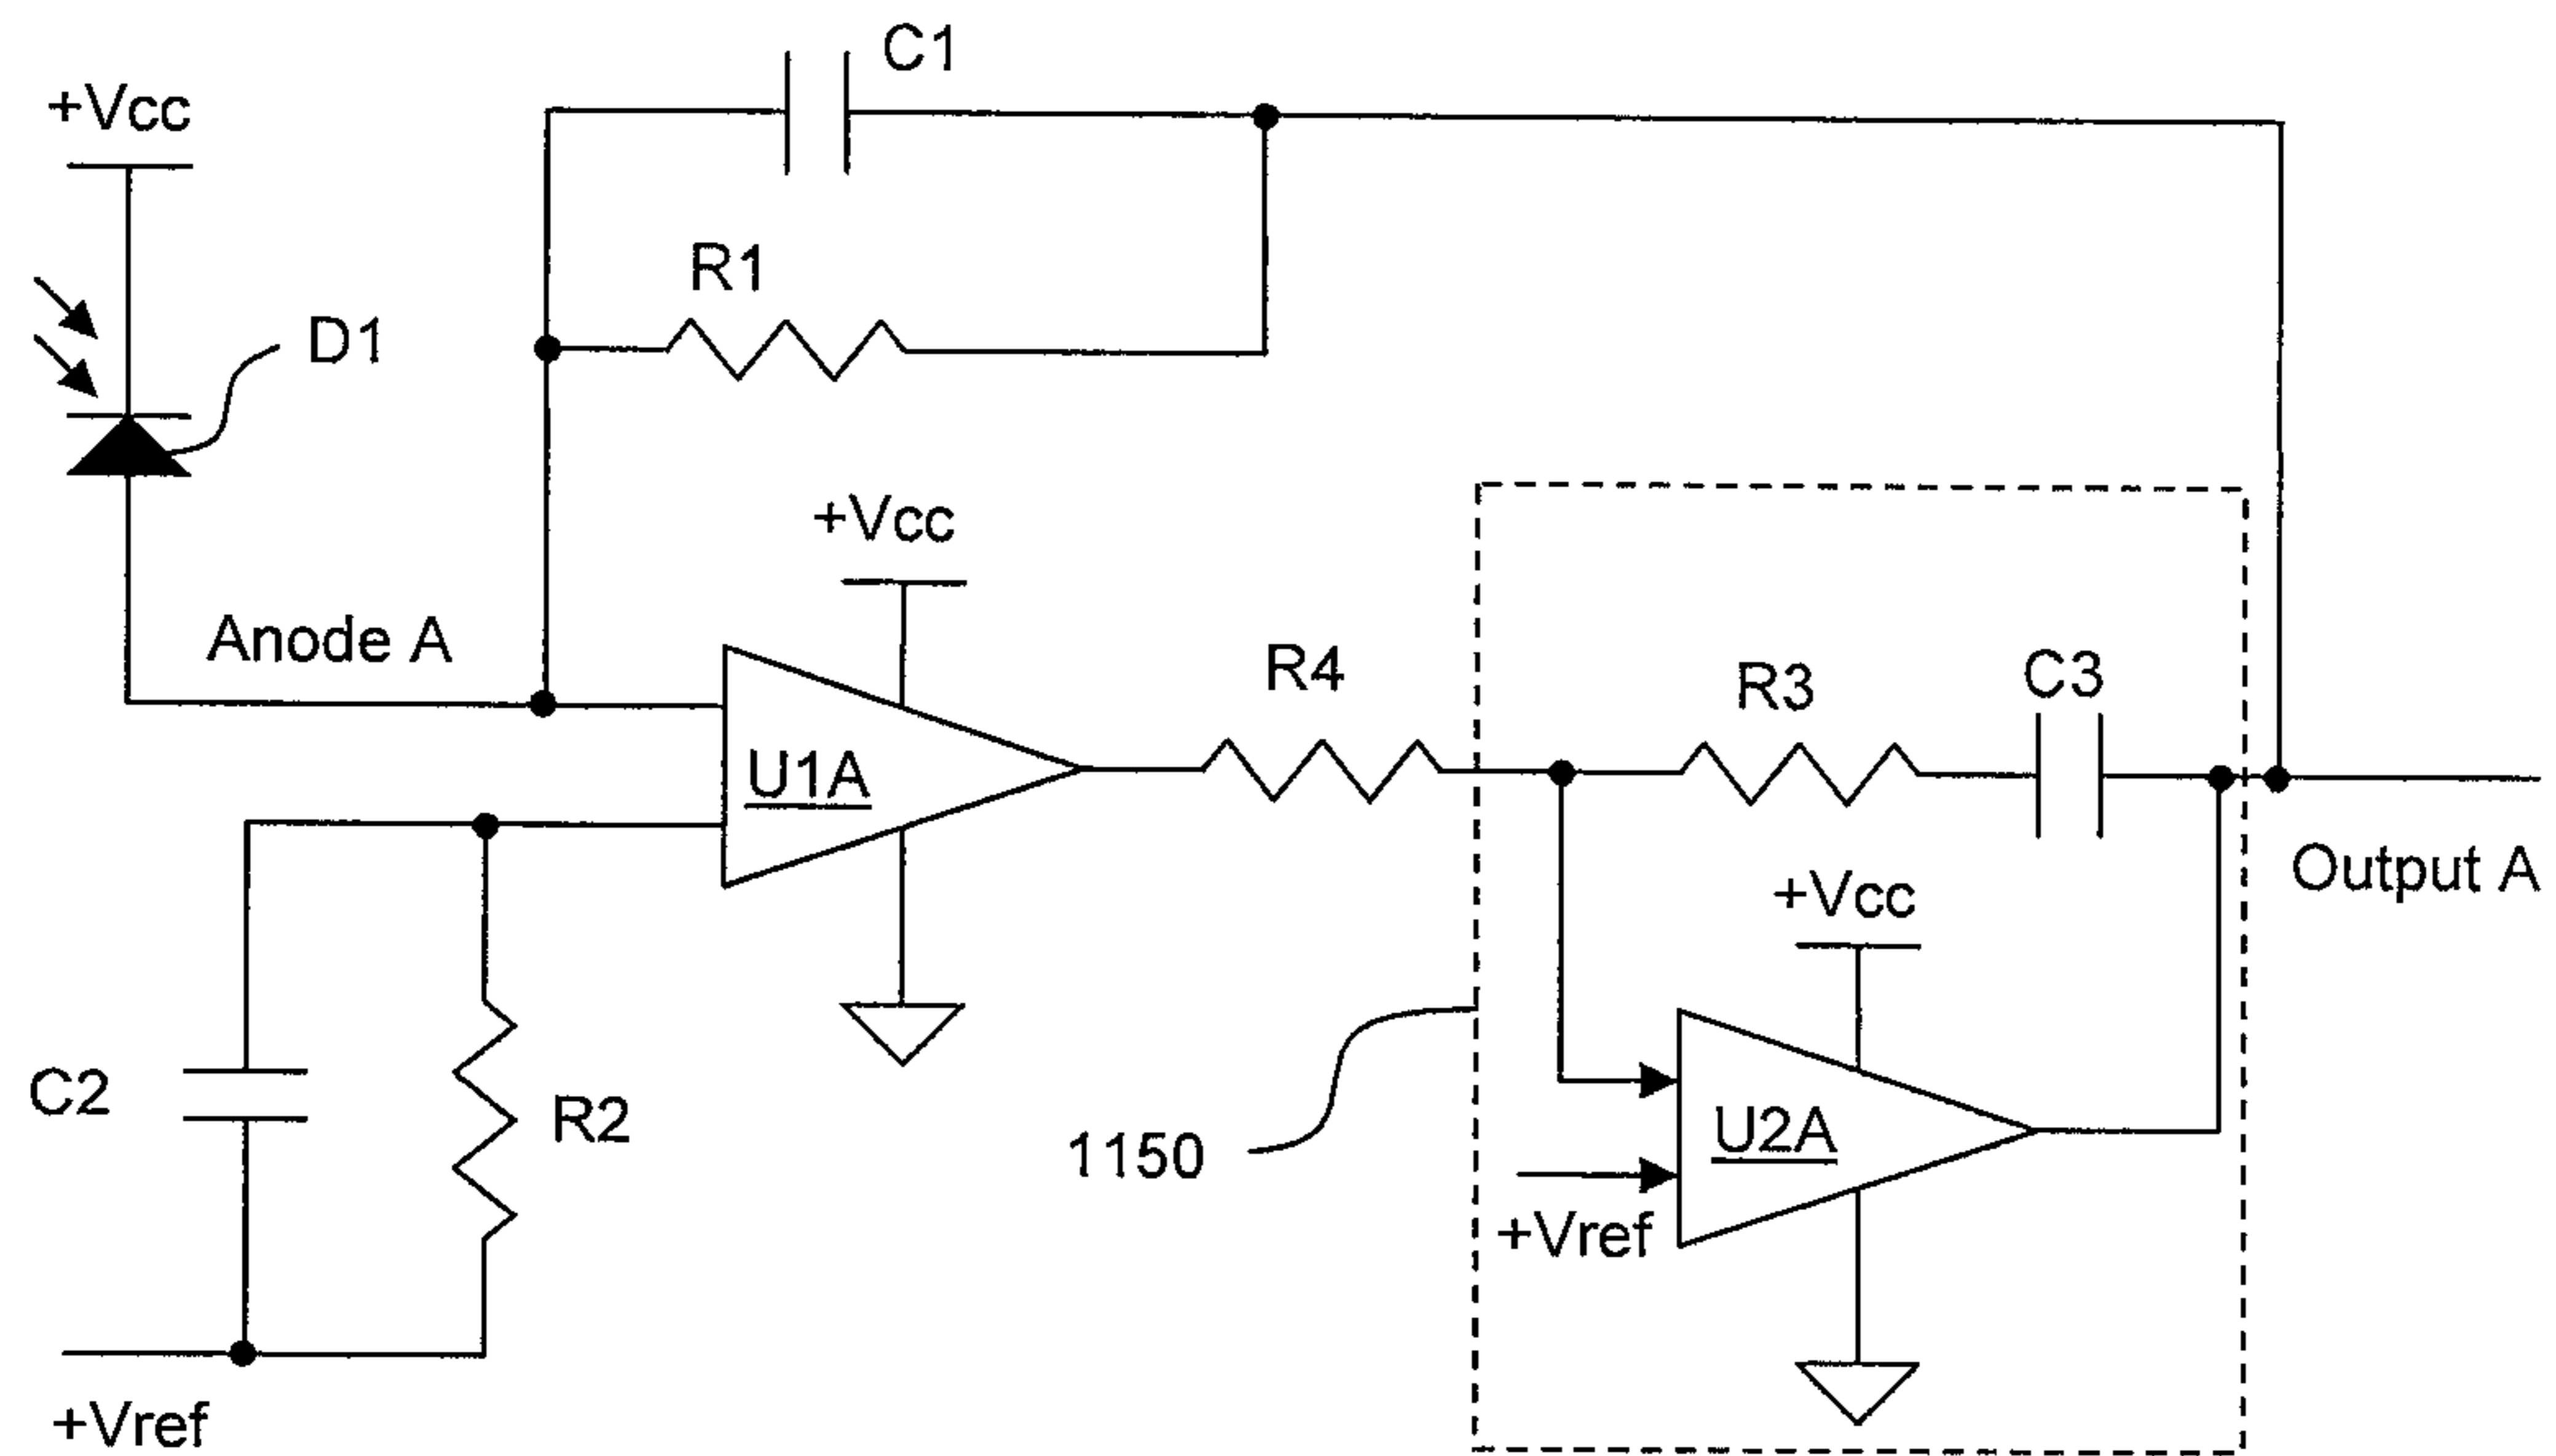 C1
+Vcc
R1
D1
+Vcc
Anode A
R4
R3
C3
U1A
Output A
+Vcc
C2
R2
1150
U2A
+Vref
+Vref